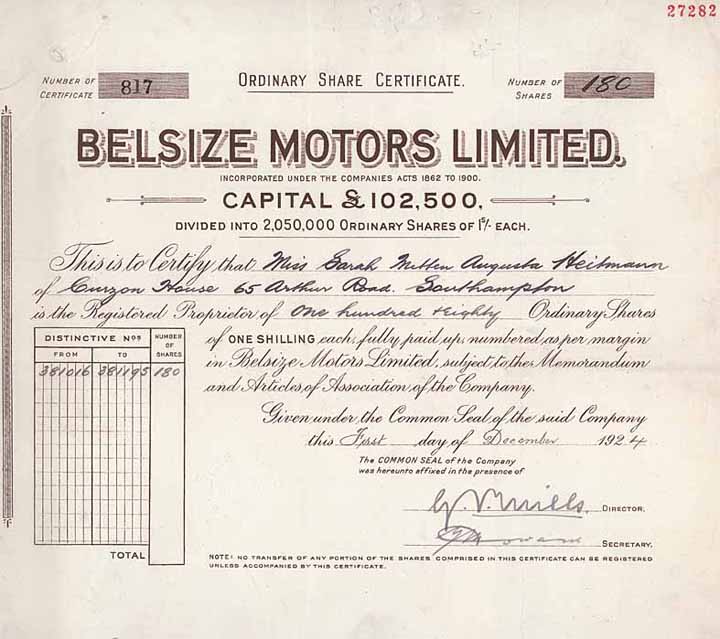 27282
NUMBER OF CERTIFICATE 817
ORDINARY SHARE CERTIFICATE.
NUMBER OF SHARES 180
BELSIZE MOTORS LIMITED.
INCORPORATED UNDER THE COMPANIES ACTS 1862 TO 1900.
CAPITAL £102,500,
DIVIDED INTO 2,050,000 ORDINARY SHARES OF 1s/- EACH.
This is to Certify that Miss Sarah Augusta Heitmann
of Curzon House 65 Arthur Road. Southampton
is the Registered Proprietor of One hundred & eighty Ordinary Shares
of ONE SHILLING each, fully paid up, numbered as per margin
in Belsize Motors Limited, subject to the Memorandum
and Articles of Association of the Company.
Given under the Common Seal of the said Company
this First day of December 1924
The COMMON SEAL of the Company
was hereunto affixed in the presence of
DIRECTOR.
SECRETARY.
DISTINCTIVE Nos
FROM TO
NUMBER OF SHARES
381016 381195 180
TOTAL
NOTE: NO TRANSFER OF ANY PORTION OF THE SHARES COMPRISED IN THIS CERTIFICATE CAN BE REGISTERED
UNLESS ACCOMPANIED BY THIS CERTIFICATE.